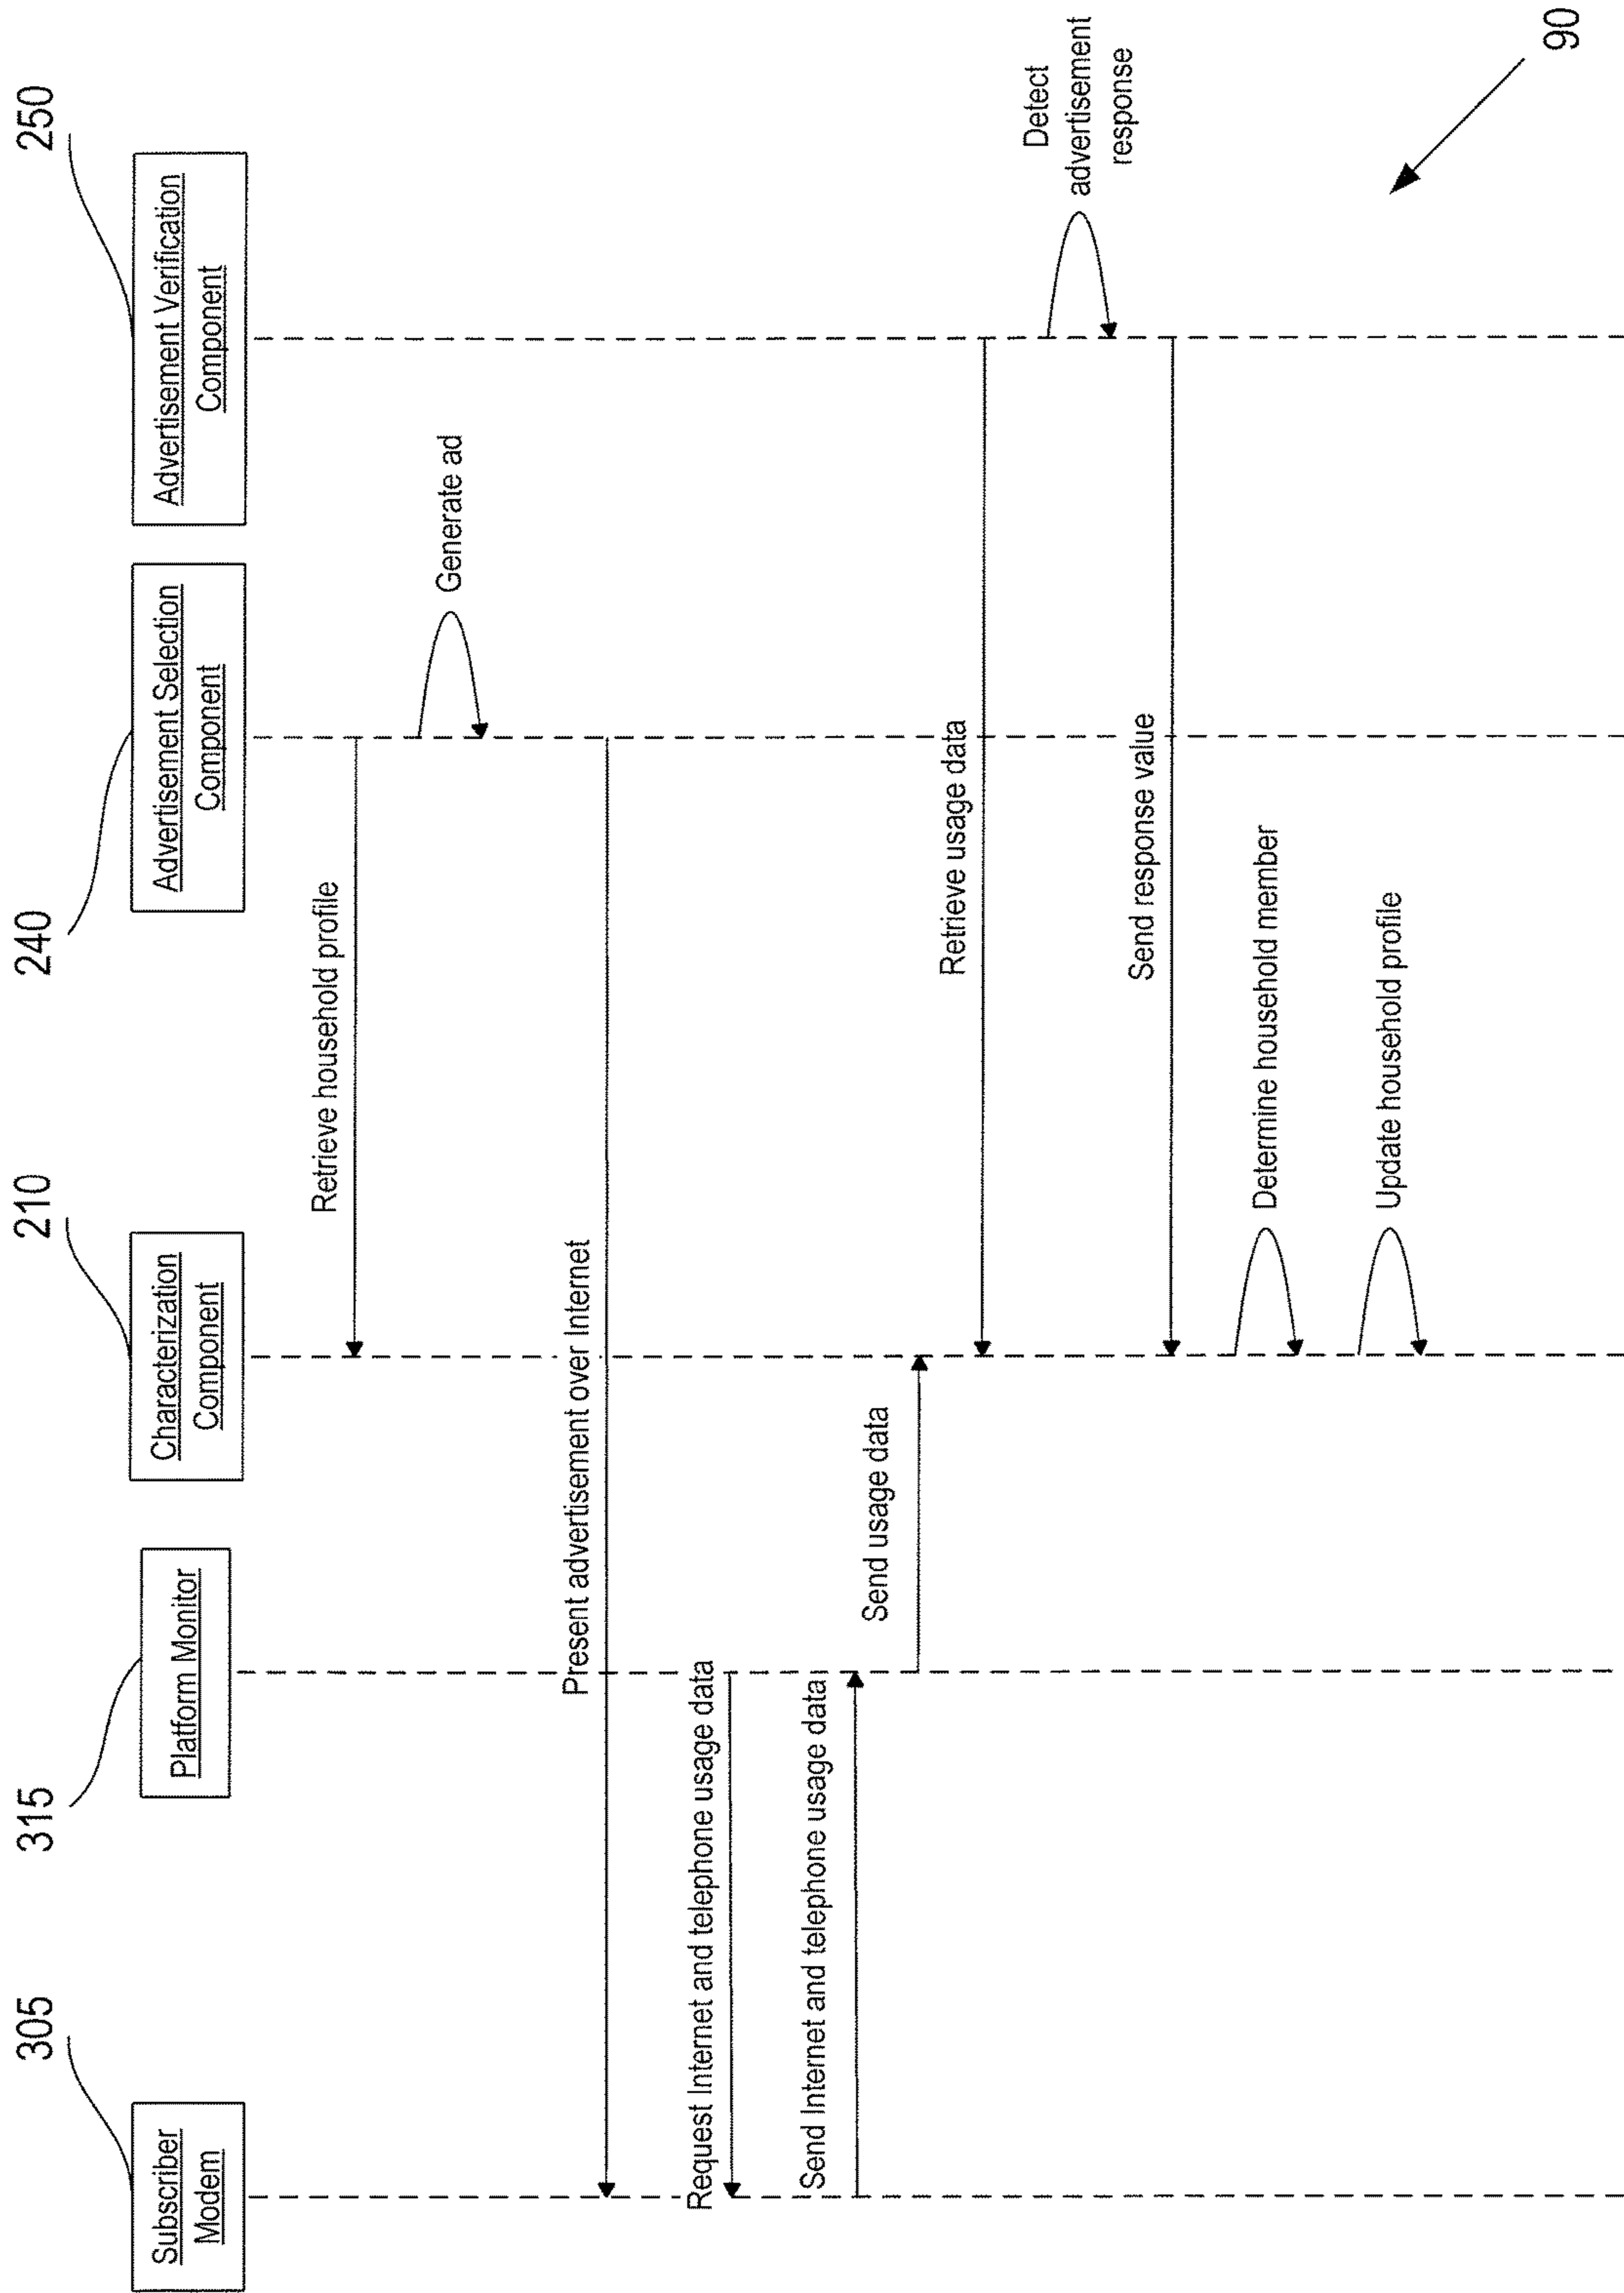 305
315
210
240
250
Subscriber
Modem
Platform Monitor
Characterization
Component
Advertisement Selection
Component
Advertisement Verification
Component
Retrieve household profile
Generate ad
Present advertisement over Internet
Request Internet and telephone usage data
Send Internet and telephone usage data
Send usage data
Retrieve usage data
Detect
advertisement
response
Send response value
Determine household member
Update household profile
90